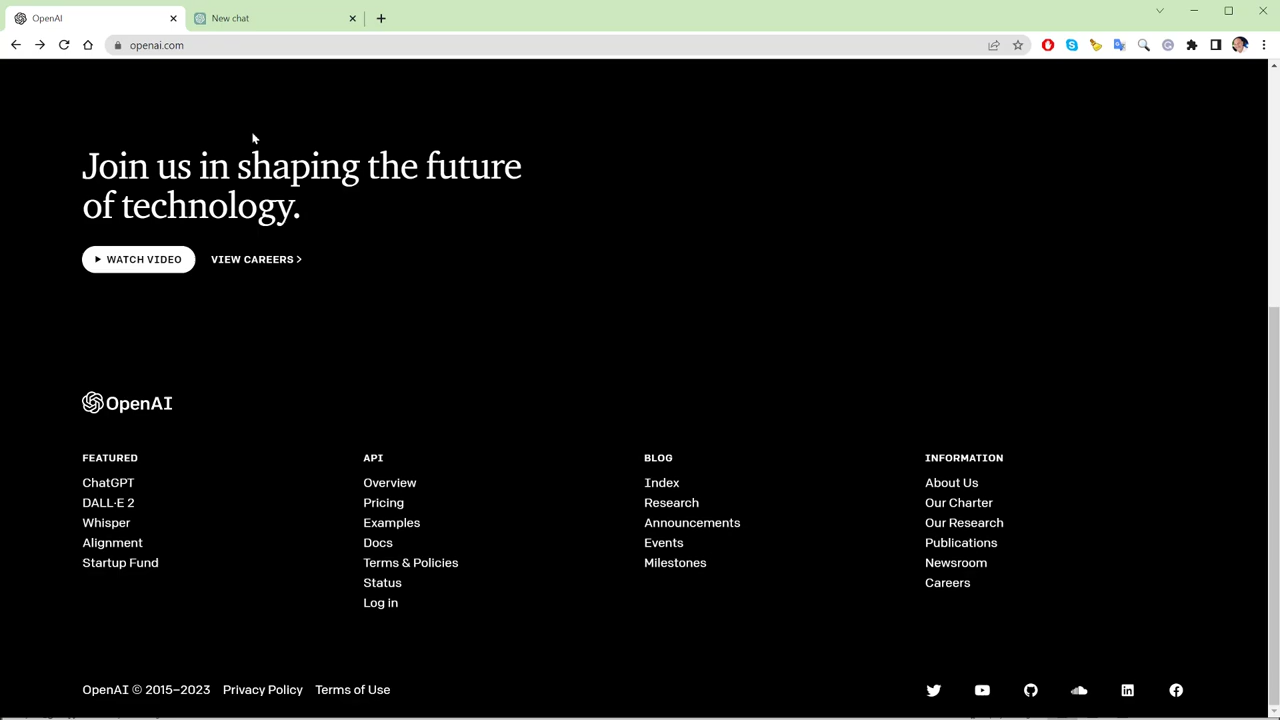 OpenAI
New chat
openai.com
Join us in shaping the future
of technology.
WATCH VIDEO
VIEW CAREERS >
OpenAI
FEATURED
ChatGPT
DALL·E 2
Whisper
Alignment
Startup Fund
API
Overview
Pricing
Examples
Docs
Terms & Policies
Status
Log in
BLOG
Index
Research
Announcements
Events
Milestones
INFORMATION
About Us
Our Charter
Our Research
Publications
Newsroom
Careers
OpenAI © 2015–2023 Privacy Policy Terms of Use